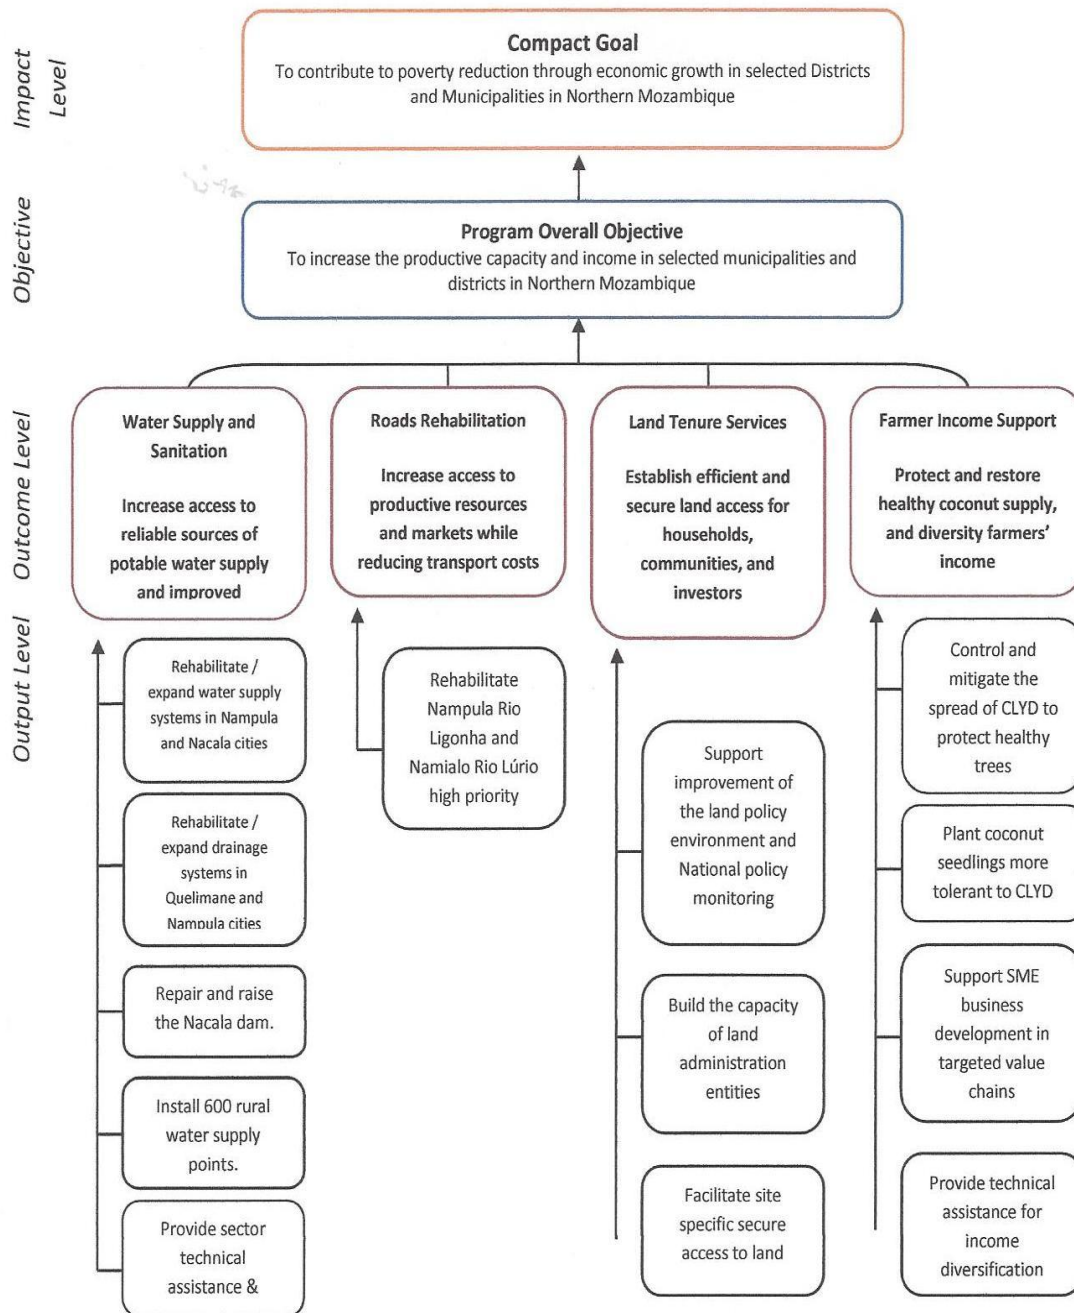 Impact
Level
Compact Goal
To contribute to poverty reduction through economic growth in selected Districts
and Municipalities in Northern Mozambique
Objective
Program Overall Objective
To increase the productive capacity and income in selected municipalities and
districts in Northern Mozambique
Outcome Level
Water Supply and
Sanitation
Increase access to
reliable sources of
potable water supply
and improved
Roads Rehabilitation
Increase access to
productive resources
and markets while
reducing transport costs
Land Tenure Services
Establish efficient and
secure land access for
households,
communities, and
investors
Farmer Income Support
Protect and restore
healthy coconut supply,
and diversity farmers'
income
Output Level
Rehabilitate /
expand water supply
systems in Nampula
and Nacala cities
Rehabilitate /
expand drainage
systems in
Quelimane and
Nampula cities
Repair and raise
the Nacala dam.
Install 600 rural
water supply
points.
Provide sector
technical
assistance &
Rehabilitate
Nampula Rio
Ligonha and
Namialo Rio Lúrio
high priority
Support
improvement of
the land policy
environment and
National policy
monitoring
Build the capacity
of land
administration
entities
Facilitate site
specific secure
access to land
Control and
mitigate the
spread of CLYD to
protect healthy
trees
Plant coconut
seedlings more
tolerant to CLYD
Support SME
business
development in
targeted value
chains
Provide technical
assistance for
income
diversification